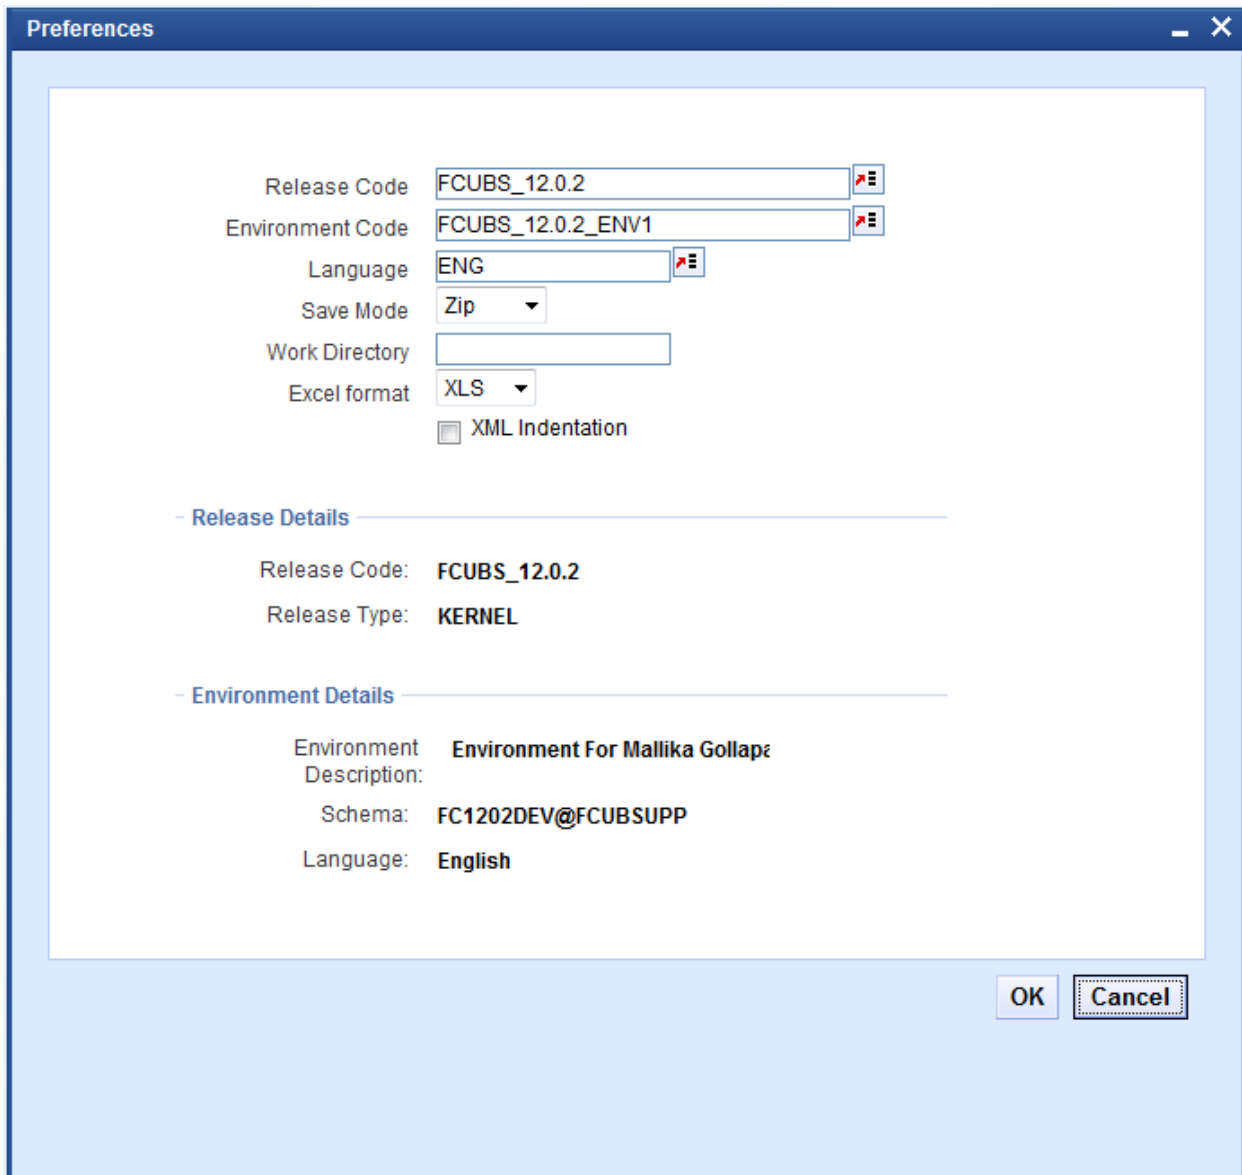 Preferences
Release Code FCUBS_12.0.2
Environment Code FCUBS_12.0.2_ENV1
Language ENG
Save Mode Zip
Work Directory
Excel format XLS
XML Indentation
Release Details
Release Code: FCUBS_12.0.2
Release Type: KERNEL
Environment Details
Environment Description: Environment For Mallika
Schema: FC1202DEV@FCUBSUPP
Language: English
OK Cancel